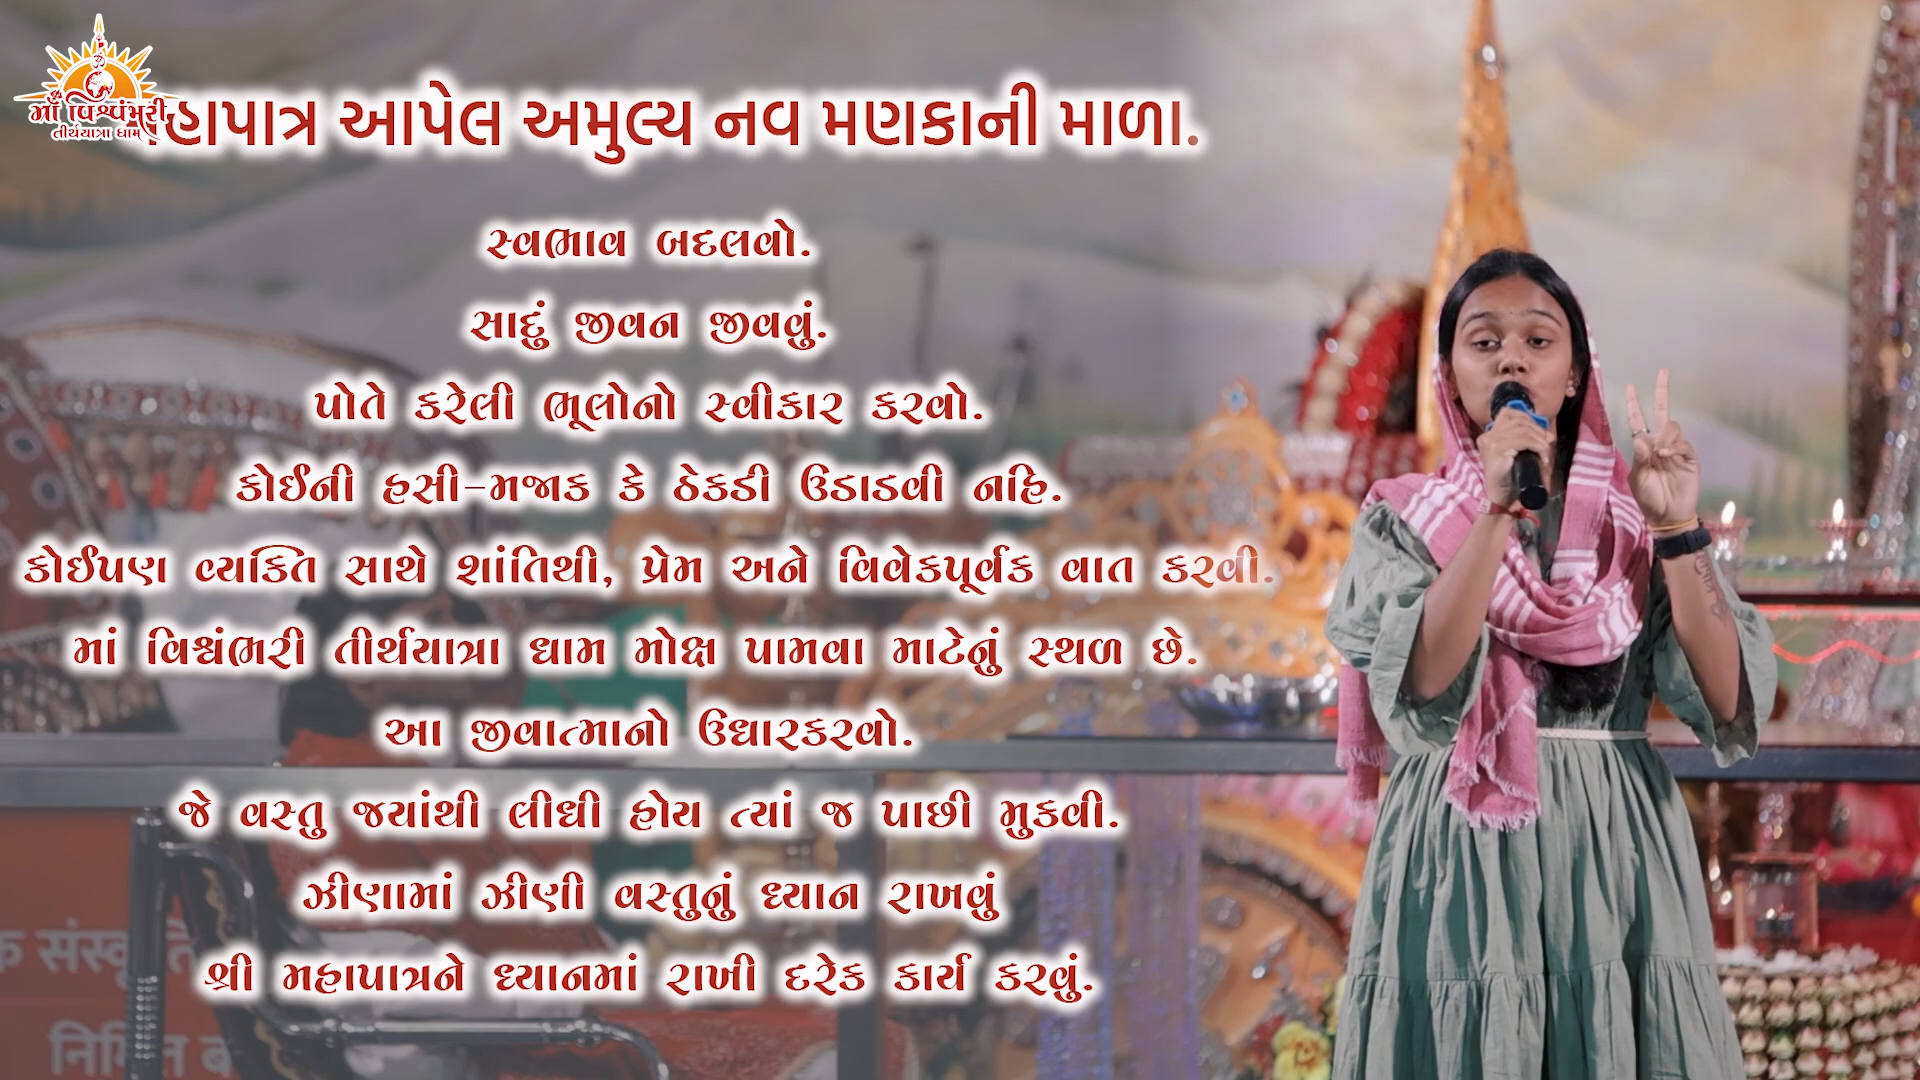 માઁ વિશ્વંભરી
તીર્થયાત્રા ધામ
મહાપાત્ર આપેલ અમુલ્ય નવ મણકાની માળા.
સ્વભાવ બદલવો.
સાદું જીવન જીવવું.
પોતે કરેલી ભૂલોનો સ્વીકાર કરવો.
કોઈની હસી-મજાક કે ઠેકડી ઉડાડવી નહિ.
કોઈપણ વ્યક્તિ સાથે શાંતિથી, પ્રેમ અને વિવેકપૂર્વક વાત કરવી.
માં વિશ્વંભરી તીર્થયાત્રા ધામ મોક્ષ પામવા માટેનું સ્થળ છે.
આ જીવાત્માનો ઉધારકરવો.
જે વસ્તુ જયાંથી લીધી હોય ત્યાં જ પાછી મુકવી.
ઝીણામાં ઝીણી વસ્તુનું ધ્યાન રાખવું
શ્રી મહાપાત્રને ધ્યાનમાં રાખી દરેક કાર્ય કરવું.